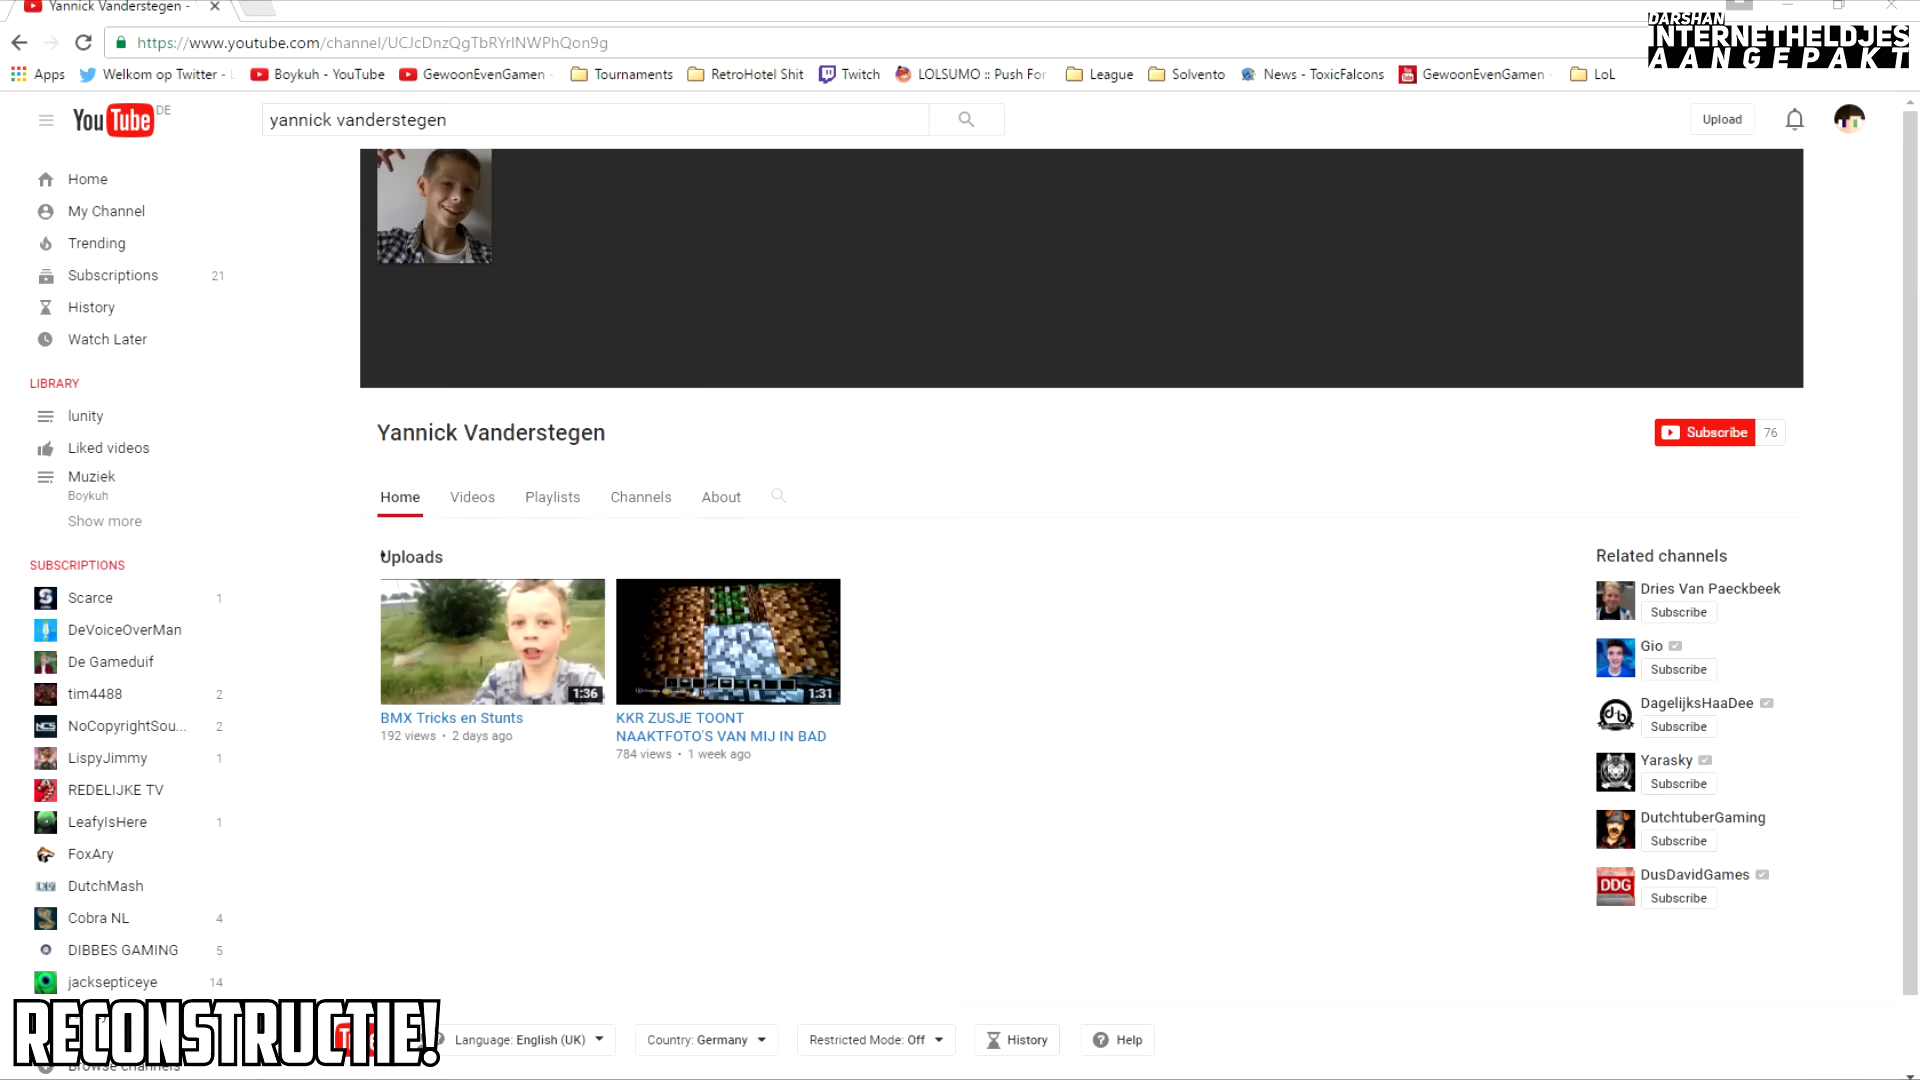 Yannick Vanderstegen -
DARSHAN
INTERNETHELDJES
AANGEPAKT
https://www.youtube.com/channel/UCJcDnzQgTbRYrINWPhQon9g
Apps
Welkom op Twitter -
Boykuh - YouTube
GewoonEvenGamen -
Tournaments
RetroHotel Shit
Twitch
LOLSUMO :: Push For
League
Solvento
News - ToxicFalcons
GewoonEvenGamen -
LoL
YouTube DE
yannick vanderstegen
Upload
Home
My Channel
Trending
Subscriptions 21
History
Watch Later
LIBRARY
lunity
Liked videos
Muziek
Boykuh
Show more
SUBSCRIPTIONS
Scarce 1
DeVoiceOverMan
De Gameduif
tim4488 2
NoCopyrightSou... 2
LispyJimmy 1
REDELIJKE TV
LeafyIsHere 1
FoxAry
DutchMash
Cobra NL 4
DIBBES GAMING 5
jacksepticeye 14
Browse channels
RECONSTRUCTIE!
Yannick Vanderstegen
Subscribe 76
Home
Videos
Playlists
Channels
About
Uploads
1:36
BMX Tricks en Stunts
192 views • 2 days ago
1:31
KKR ZUSJE TOONT
NAAKTFOTO'S VAN MIJ IN BAD
784 views • 1 week ago
Related channels
Dries Van Paeckbeek
Subscribe
Gio
Subscribe
DagelijksHaaDee
Subscribe
Yarasky
Subscribe
DutchtuberGaming
Subscribe
DDG
DusDavidGames
Subscribe
Language: English (UK)
Country: Germany
Restricted Mode: Off
History
Help